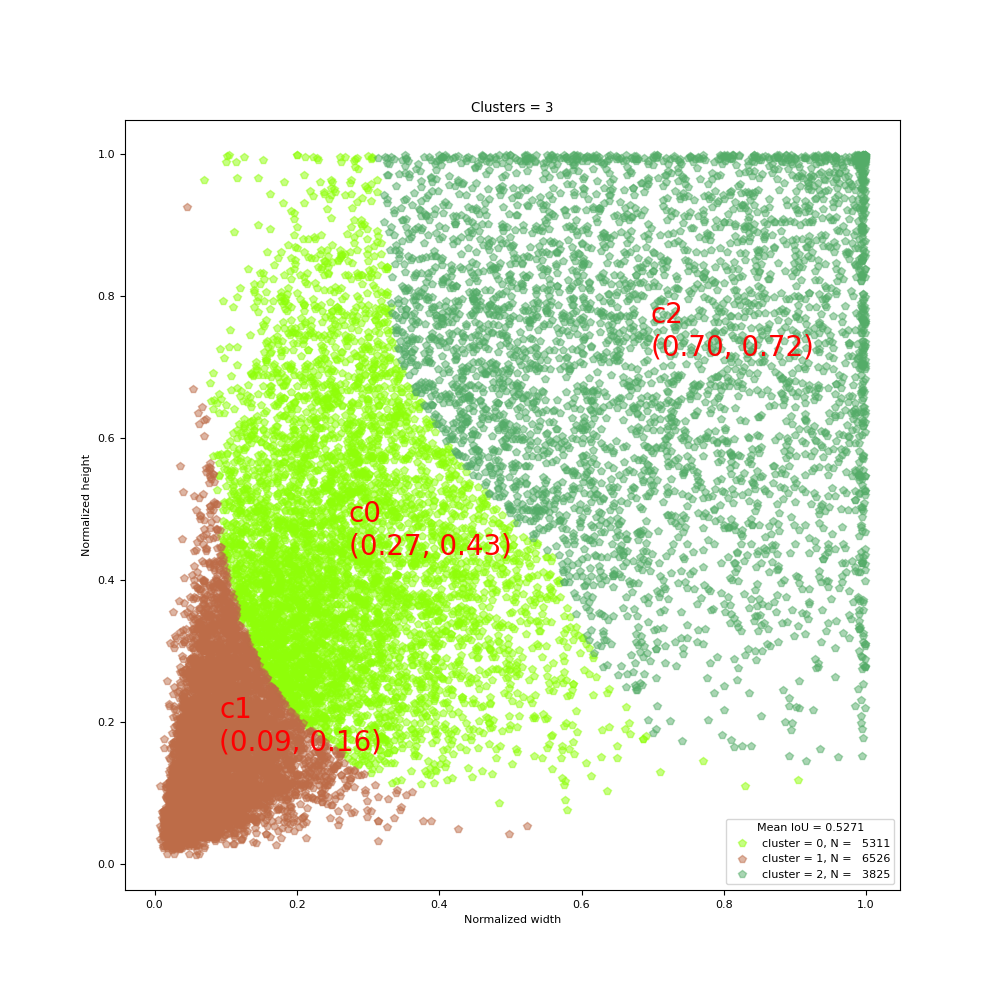 Clusters = 3
1.0
0.8
0.6
0.4
0.2
0.0
Normalized height
c2
(0.70, 0.72)
c0
(0.27, 0.43)
c1
(0.09, 0.16)
Mean IoU = 0.5271
cluster = 0, N = 5311
cluster = 1, N = 6526
cluster = 2, N = 3825
0.0 0.2 0.4 0.6 0.8 1.0
Normalized width